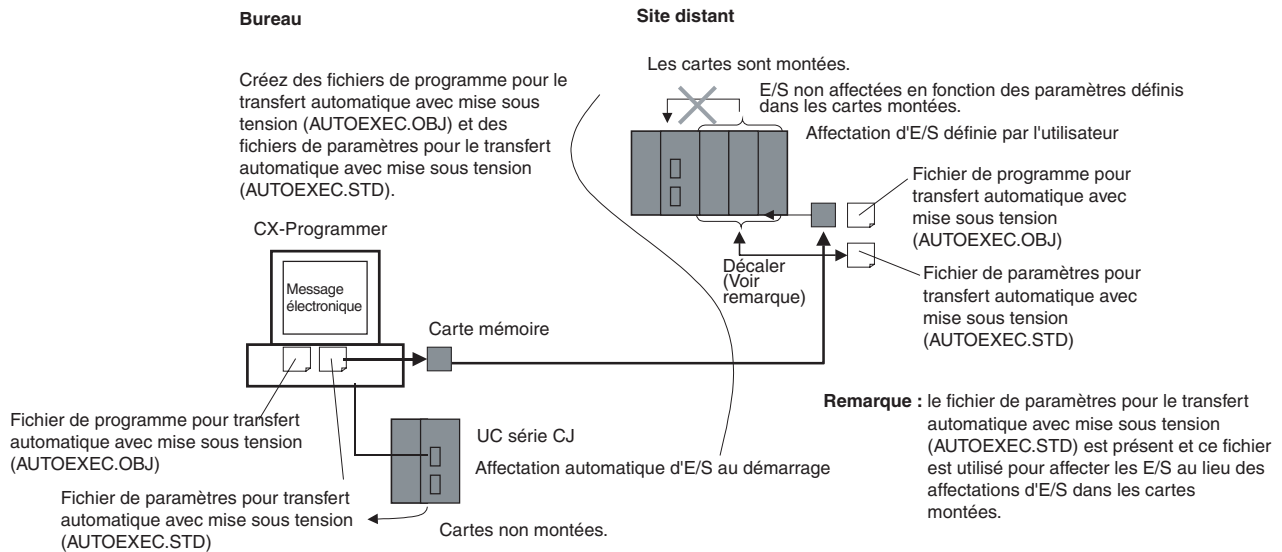 Bureau
Site distant
Créez des fichiers de programme pour le
transfert automatique avec mise sous
tension (AUTOEXEC.OBJ) et des
fichiers de paramètres pour le transfert
automatique avec mise sous tension
(AUTOEXEC.STD).
Les cartes sont montées.
E/S non affectées en fonction des paramètres définis
dans les cartes montées.
Affectation d'E/S définie par l'utilisateur
Fichier de programme pour
transfert automatique avec
mise sous tension
(AUTOEXEC.OBJ)
Décaler
(Voir
remarque)
Fichier de paramètres pour
transfert automatique avec
mise sous tension
(AUTOEXEC.STD)
CX-Programmer
Message
électronique
Carte mémoire
Fichier de programme pour transfert
automatique avec mise sous tension
(AUTOEXEC.OBJ)
UC série CJ
Affectation automatique d'E/S au démarrage
Fichier de paramètres pour transfert
automatique avec mise sous tension
(AUTOEXEC.STD)
Cartes non montées.
Remarque : le fichier de paramètres pour le transfert
automatique avec mise sous tension
(AUTOEXEC.STD) est présent et ce fichier
est utilisé pour affecter les E/S au lieu des
affectations d'E/S dans les cartes
montées.